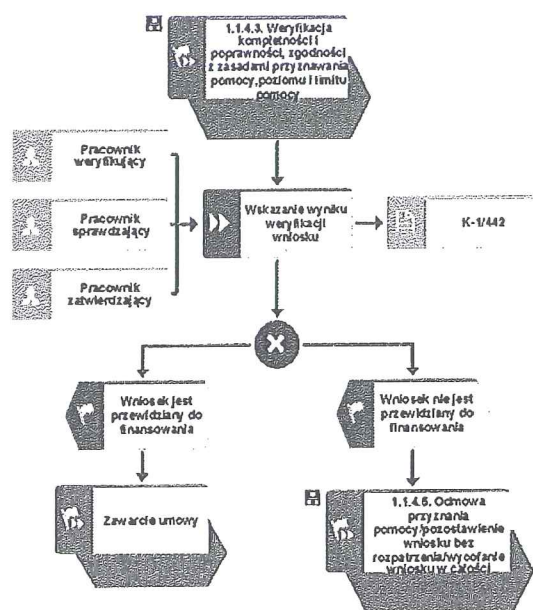 1.1.4.3. Weryfikacja
kompletności i
poprawności, zgodności
z zasadami przyznawania
pomocy, poziomu i limitu
pomocy
Pracownik
weryfikujący
Pracownik
sprawdzający
Pracownik
zatwierdzający
Wskazanie wyniku
weryfikacji
wniosku
K-1/442
Wniosek jest
przewidziany do
finansowania
Wniosek nie jest
przewidziany do
finansowania
Zawarcie umowy
1.1.4.5. Odmowa
przyznania
pomocy/pozostawienie
wniosku bez
rozpatrzenia/wycofanie
wniosku w całości